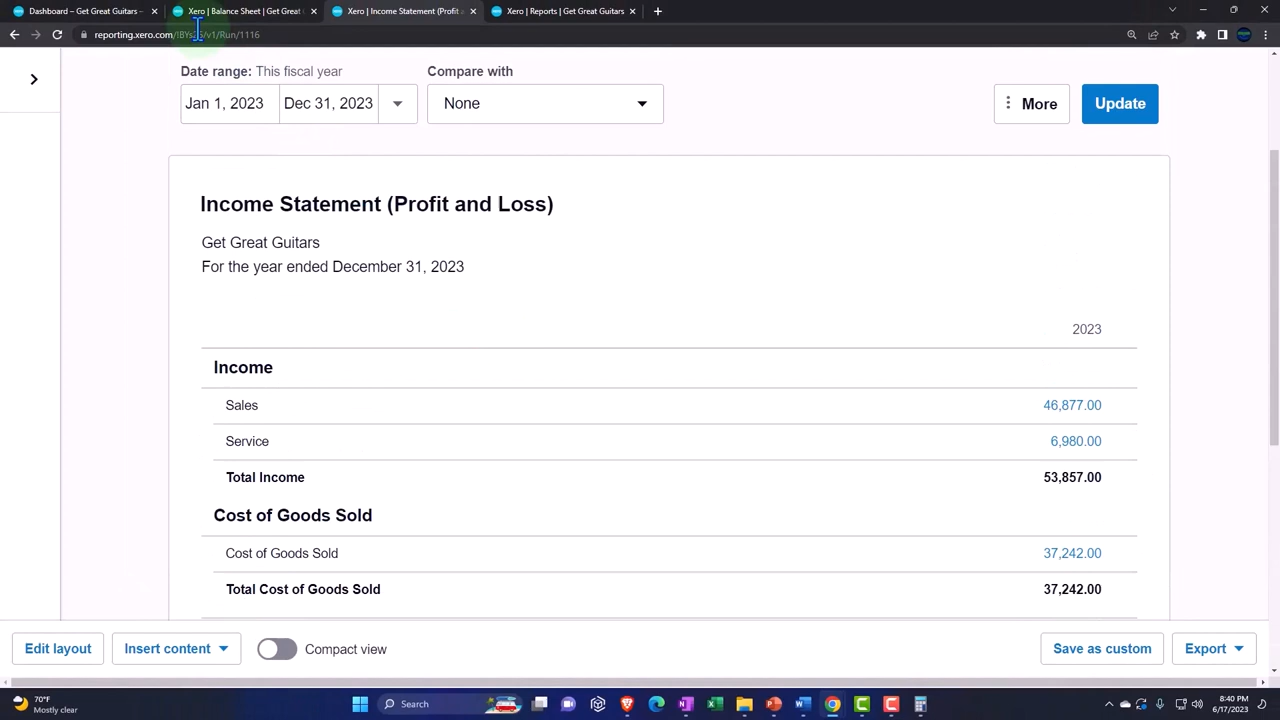 Dashboard – Get Great Guitars –
Xero | Balance Sheet | Get Great
Xero | Income Statement (Profit a
Xero | Reports | Get Great Guitars
reporting.xero.com/ /v1/Run/1116
Date range: This fiscal year
Compare with
Jan 1, 2023
Dec 31, 2023
None
More
Update
Income Statement (Profit and Loss)
Get Great Guitars
For the year ended December 31, 2023
2023
Income
Sales 46,877.00
Service 6,980.00
Total Income 53,857.00
Cost of Goods Sold
Cost of Goods Sold 37,242.00
Total Cost of Goods Sold 37,242.00
Edit layout
Insert content
Compact view
Save as custom
Export
70°F
Mostly clear
Search
8:40 PM
6/17/2023